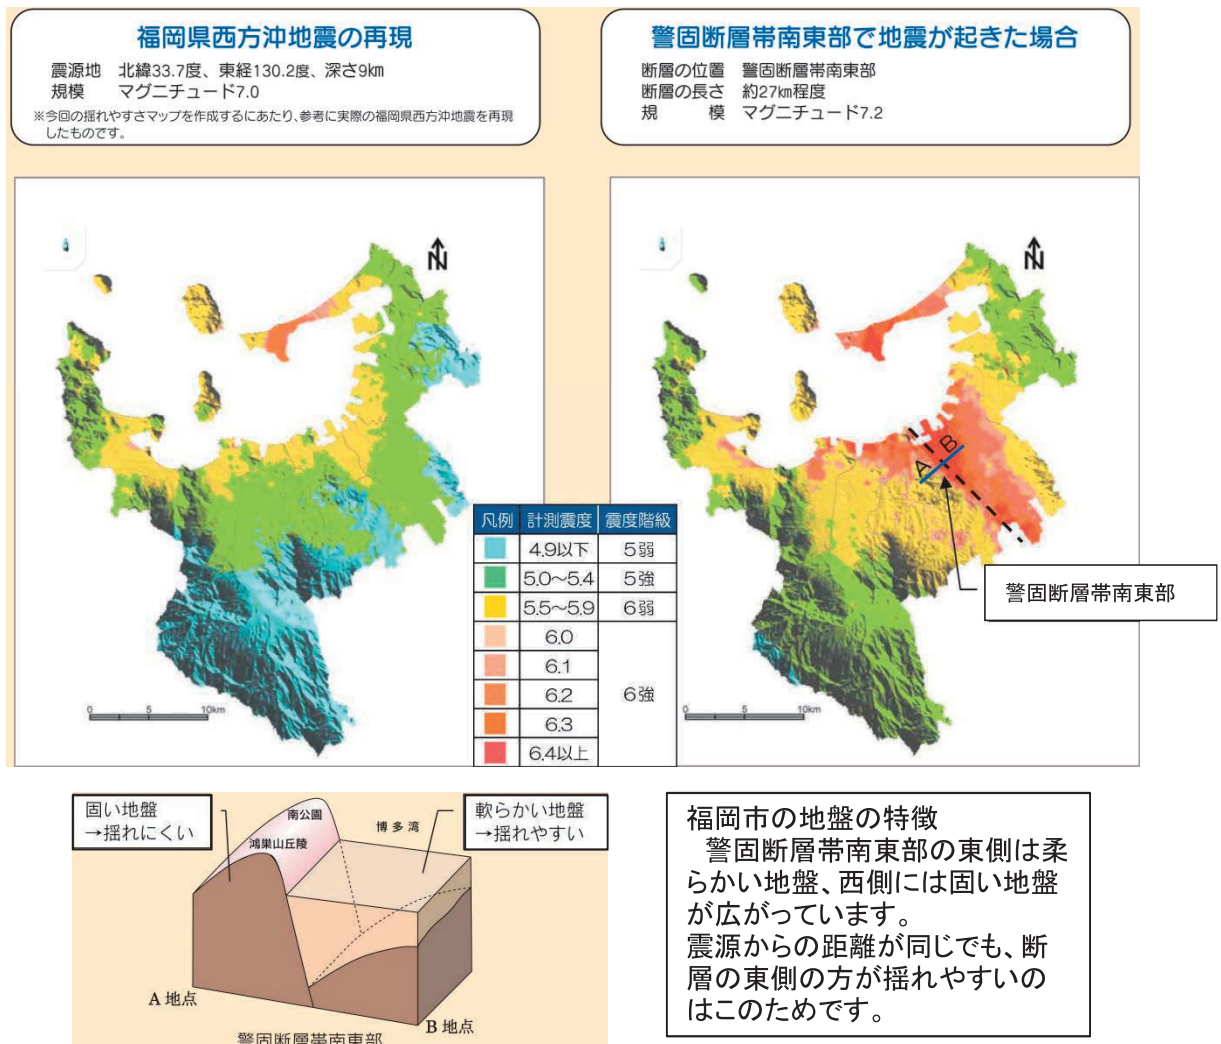 福岡県西方沖地震の再現
震源地　北緯33.7度、東経130.2度、深さ9km
規模　マグニチュード7.0
※今回の揺れやすさマップを作成するにあたり、参考に実際の福岡県西方沖地震を再現
したものです。
警固断層帯南東部で地震が起きた場合
断層の位置　警固断層帯南東部
断層の長さ　約27km程度
規　　模　マグニチュード7.2
N
N
A
B
凡例　計測震度　震度階級
4.9以下　5弱
5.0〜5.4　5強
5.5〜5.9　6弱
6.0
6.1
6.2　6強
6.3
6.4以上
警固断層帯南東部
0　5　10km
0　5　10km
固い地盤
→揺れにくい
南公園
鴻巣山丘陵
博多湾
軟らかい地盤
→揺れやすい
A 地点
B 地点
警固断層帯南東部
福岡市の地盤の特徴
警固断層帯南東部の東側は柔
らかい地盤、西側には固い地盤
が広がっています。
震源からの距離が同じでも、断
層の東側の方が揺れやすいの
はこのためです。